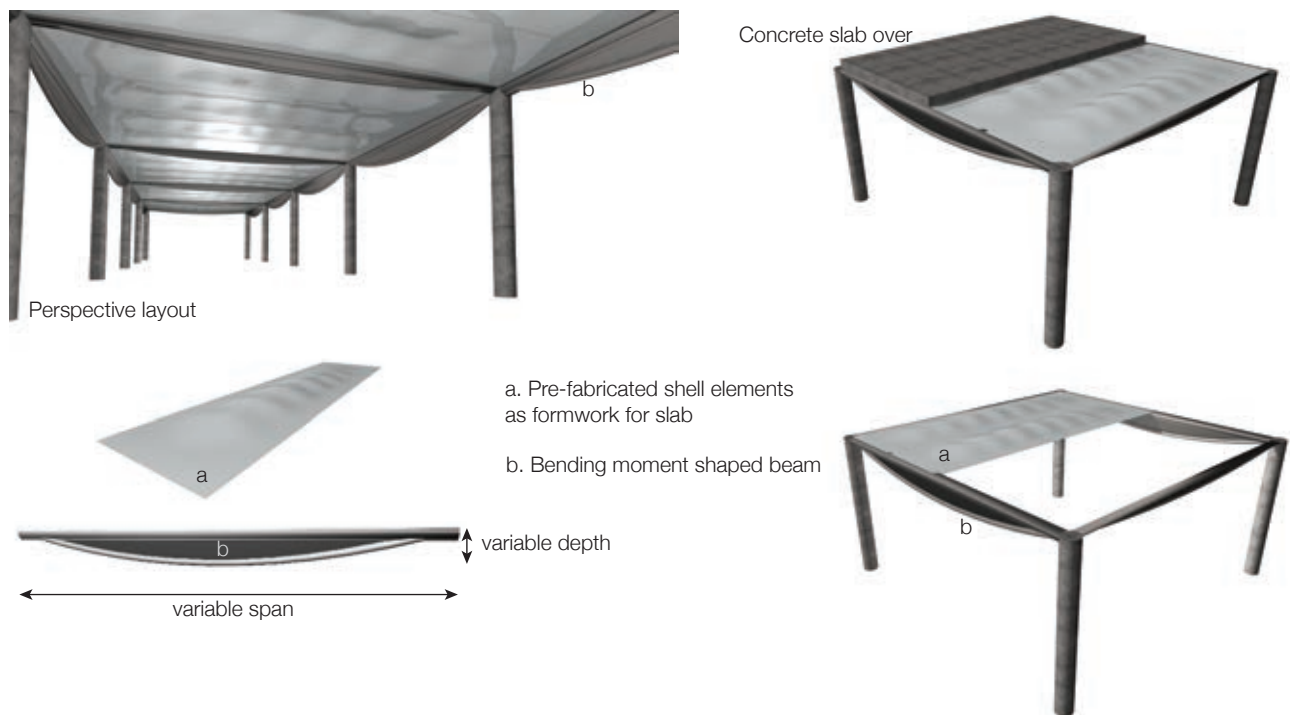 b
Perspective layout
Concrete slab over
a
a. Pre-fabricated shell elements
as formwork for slab
b. Bending moment shaped beam
b
variable depth
variable span
a
b